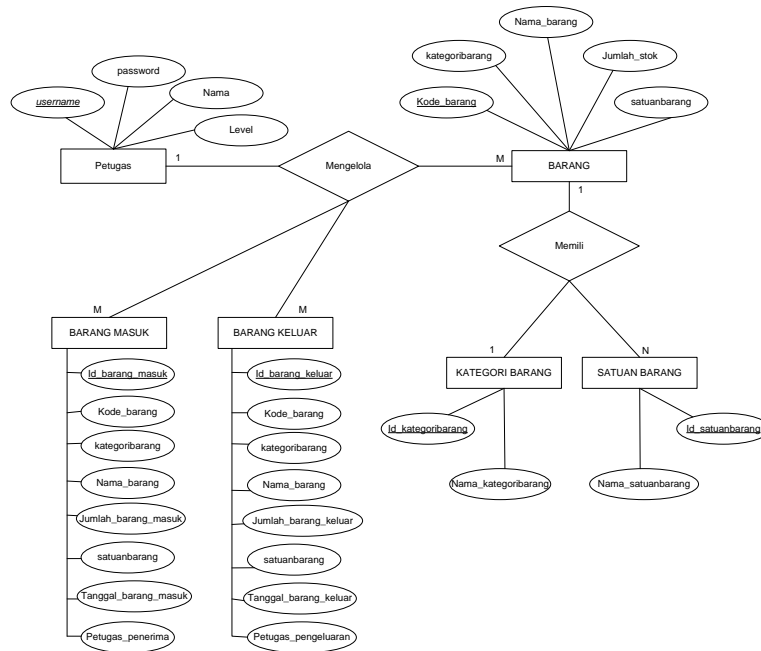 Nama_barang
kategoribarang
Jumlah_stok
Kode_barang
satuanbarang
password
username
Nama
Level
Petugas
1
Mengelola
M
BARANG
1
Memili
M
M
BARANG MASUK
BARANG KELUAR
1
N
KATEGORI BARANG
SATUAN BARANG
Id_barang_masuk
Kode_barang
kategoribarang
Nama_barang
Jumlah_barang_masuk
satuanbarang
Tanggal_barang_masuk
Petugas_penerima
Id_barang_keluar
Kode_barang
kategoribarang
Nama_barang
Jumlah_barang_keluar
satuanbarang
Tanggal_barang_keluar
Petugas_pengeluaran
Id_kategoribarang
Nama_kategoribarang
Id_satuanbarang
Nama_satuanbarang